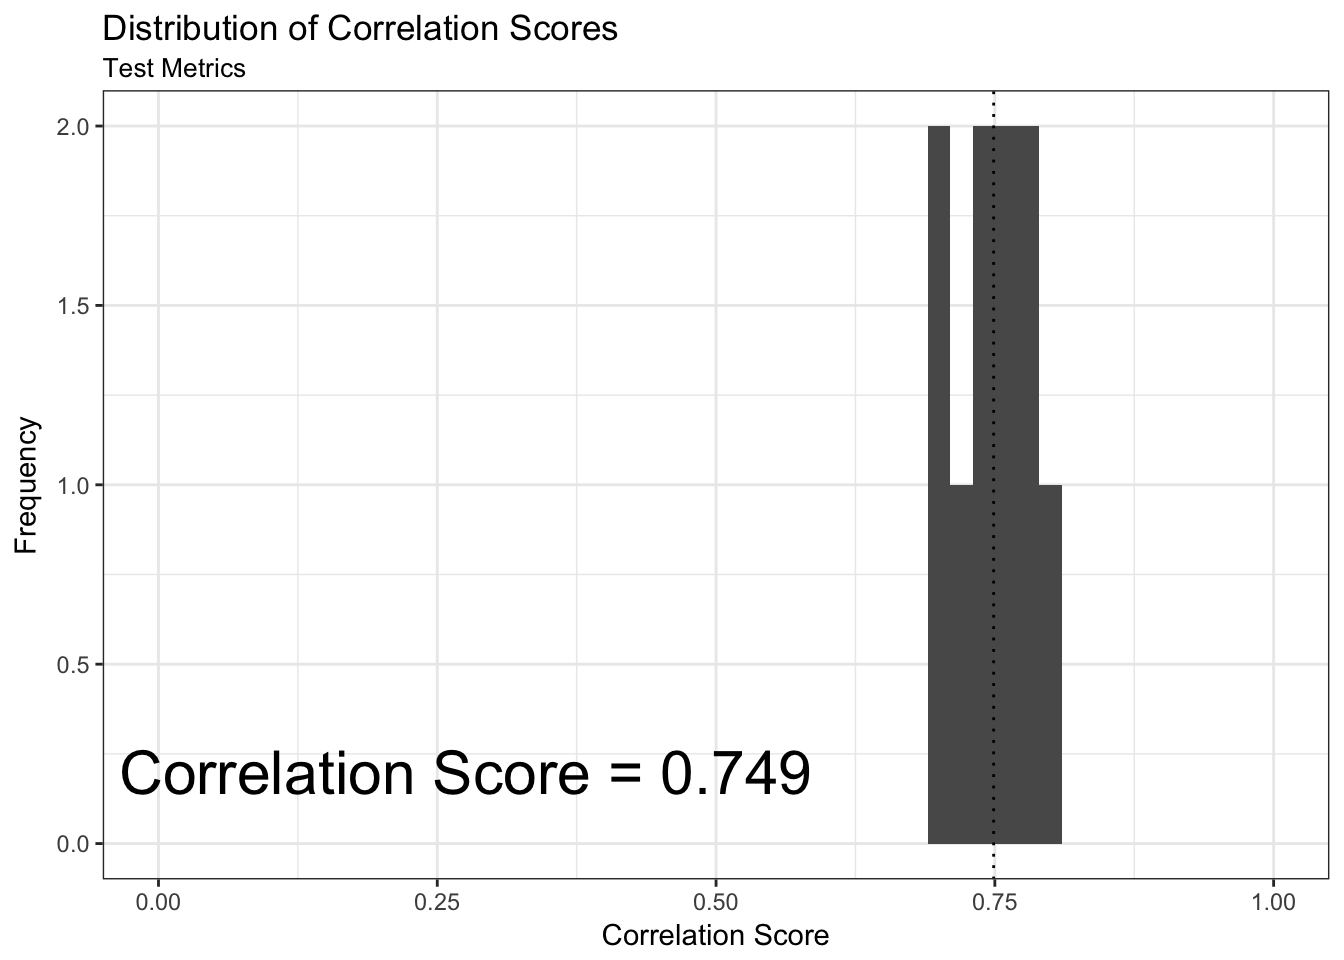 Distribution of Correlation Scores
Test Metrics
2.0
1.5
1.0
0.5
0.0
Frequency
Correlation Score = 0.749
0.00 0.25 0.50 0.75 1.00
Correlation Score